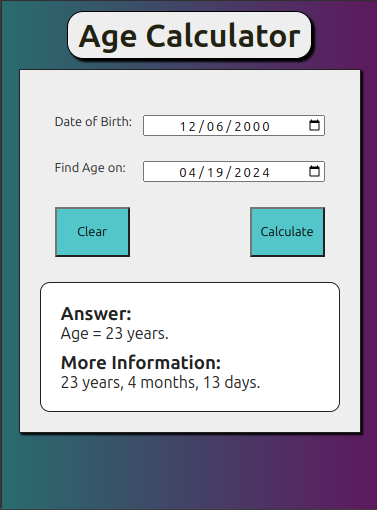 Age Calculator
Date of Birth: 12/06/2000
Find Age on: 04/19/2024
Clear Calculate
Answer:
Age = 23 years.
More Information:
23 years, 4 months, 13 days.